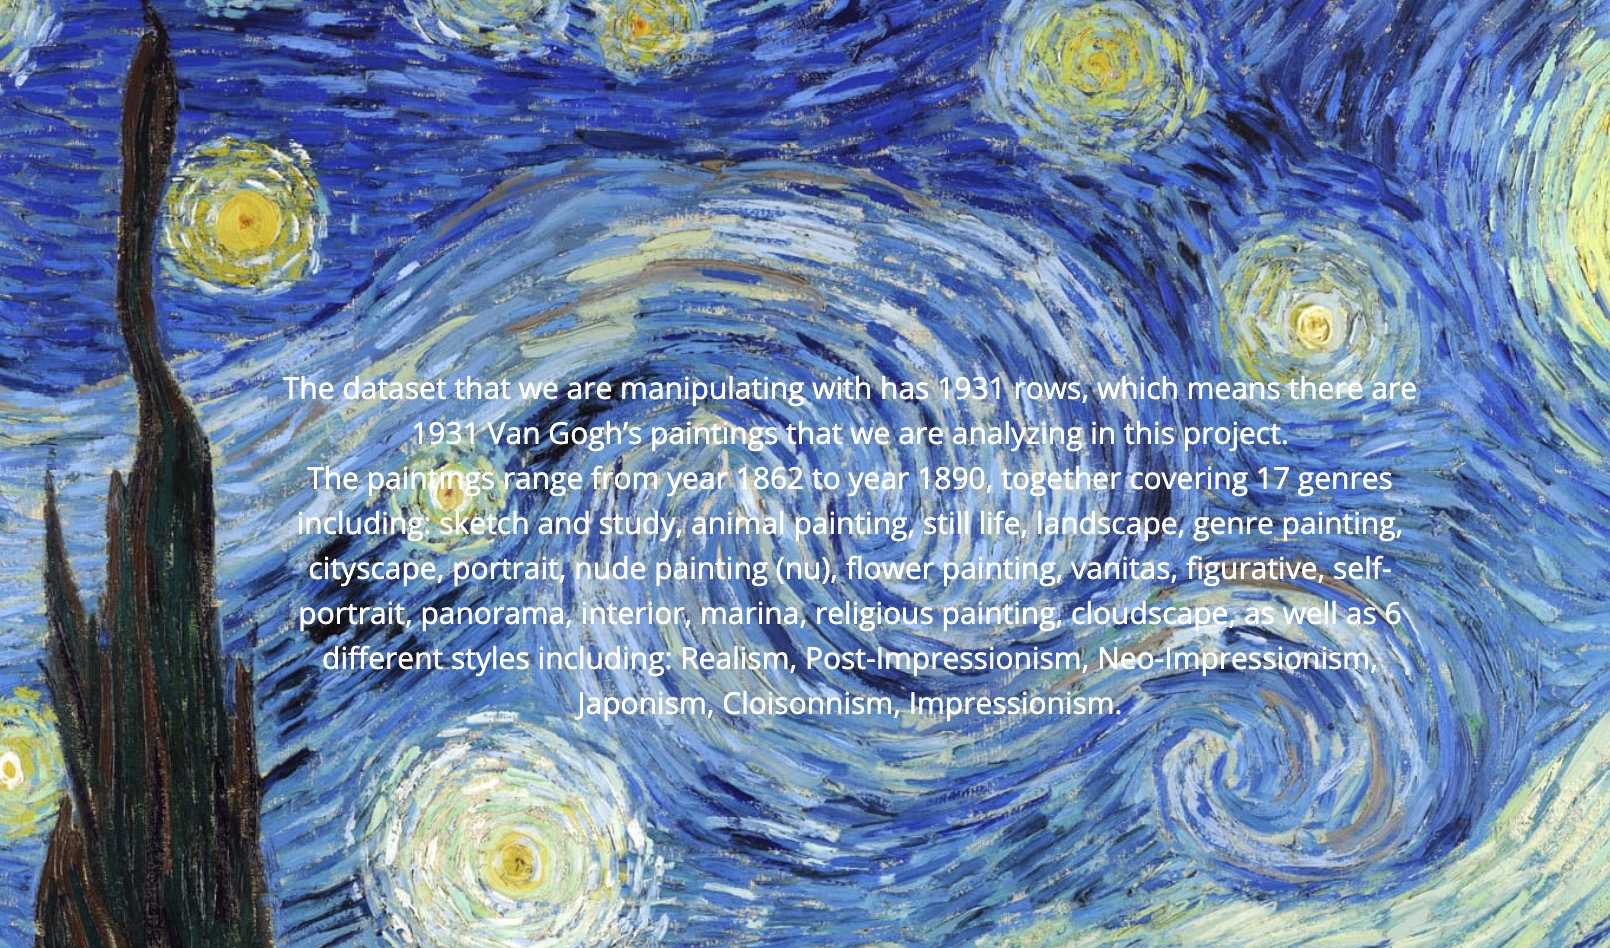 The dataset that we are manipulating with has 1931 rows, which means there are
1931 Van Gogh’s paintings that we are analyzing in this project.
The paintings range from year 1862 to year 1890, together covering 17 genres
including: sketch and study, animal painting, still life, landscape, genre painting,
cityscape, portrait, nude painting (nu), flower painting, vanitas, figurative, self-
portrait, panorama, interior, marina, religious painting, cloudscape, as well as 6
different styles including: Realism, Post-Impressionism, Neo-Impressionism,
Japonism, Cloisonnism, Impressionism.